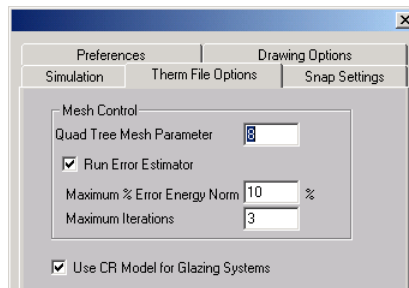 Preferences Drawing Options
Simulation Therm File Options Snap Settings
Mesh Control
Quad Tree Mesh Parameter 8
Run Error Estimator
Maximum % Error Energy Norm 10 %
Maximum Iterations 3
Use CR Model for Glazing Systems